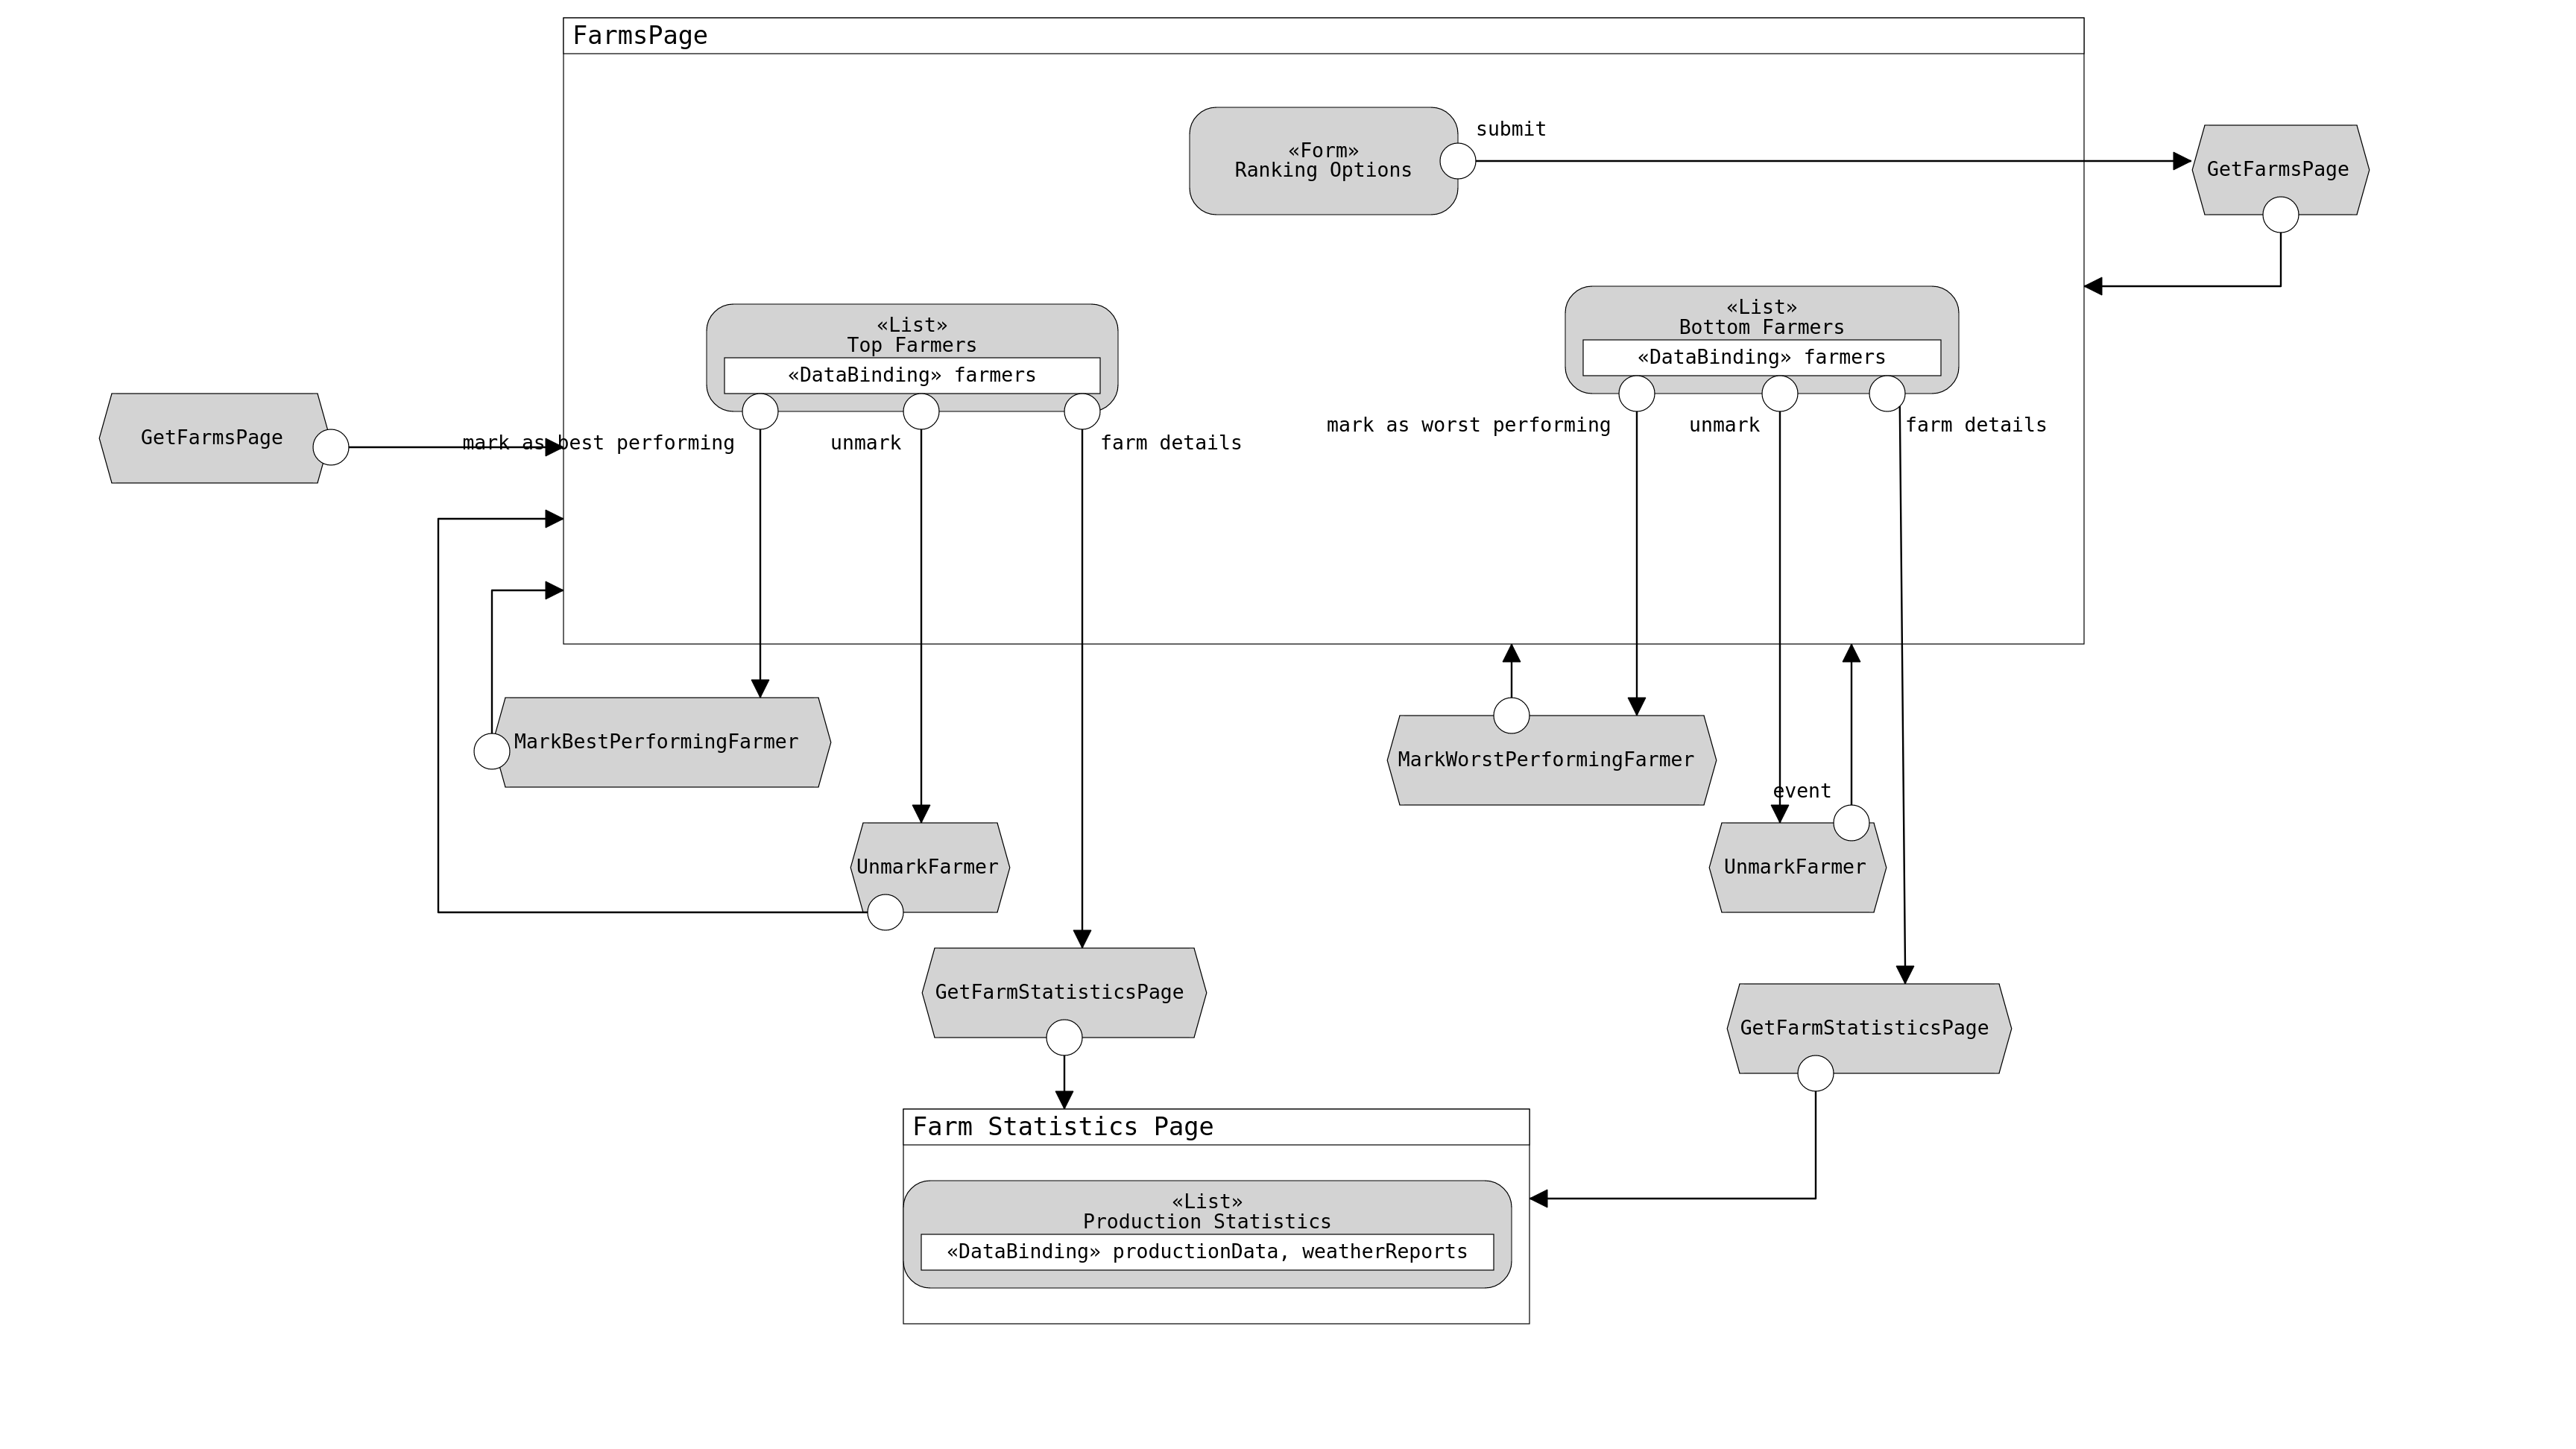 FarmsPage
submit
«Form»
Ranking Options
GetFarmsPage
«List»
Top Farmers
«DataBinding» farmers
«List»
Bottom Farmers
«DataBinding» farmers
GetFarmsPage
mark as best performing
unmark
farm details
mark as worst performing
unmark
farm details
MarkBestPerformingFarmer
MarkWorstPerformingFarmer
event
UnmarkFarmer
UnmarkFarmer
GetFarmStatisticsPage
GetFarmStatisticsPage
Farm Statistics Page
«List»
Production Statistics
«DataBinding» productionData, weatherReports